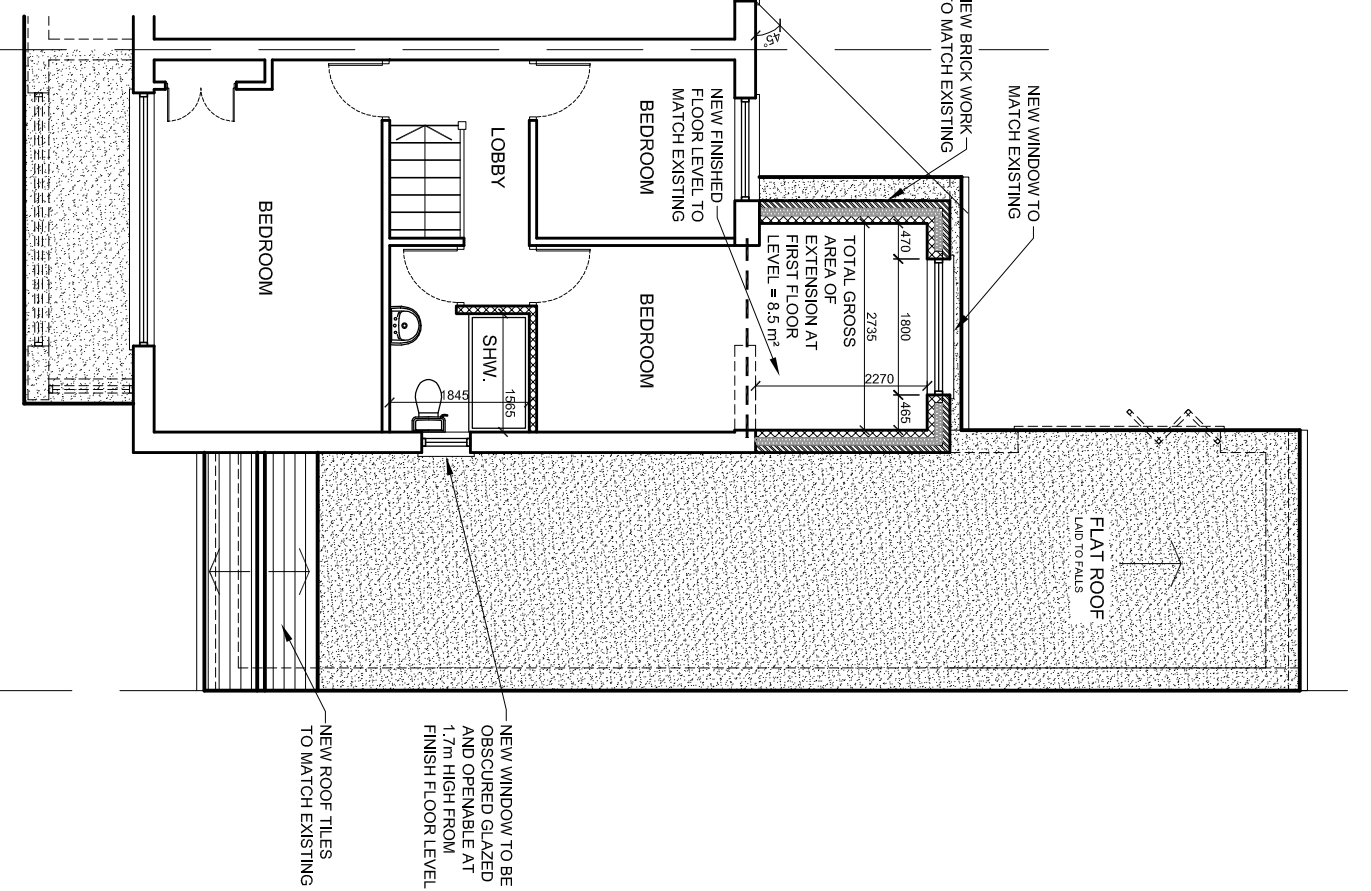 45°
NEW BRICK WORK
TO MATCH EXISTING
NEW WINDOW TO
MATCH EXISTING
NEW FINISHED
FLOOR LEVEL TO
MATCH EXISTING
BEDROOM
LOBBY
BEDROOM
BEDROOM
TOTAL GROSS
AREA OF
EXTENSION AT
FIRST FLOOR
LEVEL = 8.5 m²
470
1800
465
2735
2270
SHW.
1565
1845
FLAT ROOF
LAID TO FALLS
NEW WINDOW TO BE
OBSCURED GLAZED
AND OPENABLE AT
1.7m HIGH FROM
FINISH FLOOR LEVEL
NEW ROOF TILES
TO MATCH EXISTING